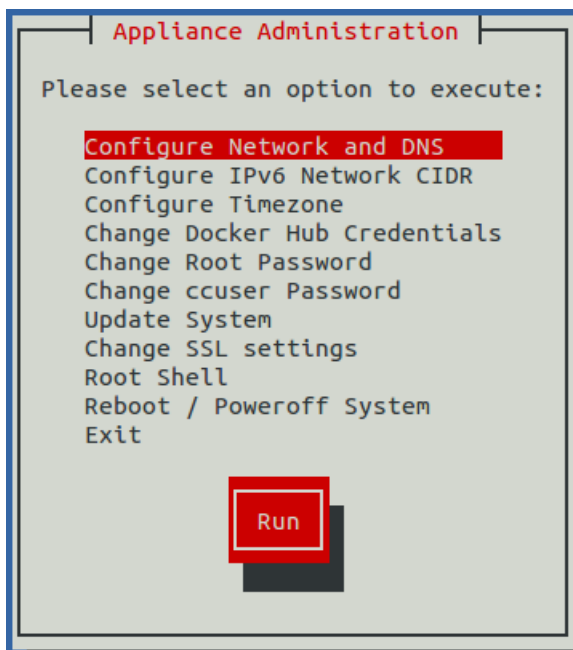 Appliance Administration
Please select an option to execute:
Configure Network and DNS
Configure IPv6 Network CIDR
Configure Timezone
Change Docker Hub Credentials
Change Root Password
Change ccuser Password
Update System
Change SSL settings
Root Shell
Reboot / Poweroff System
Exit
Run